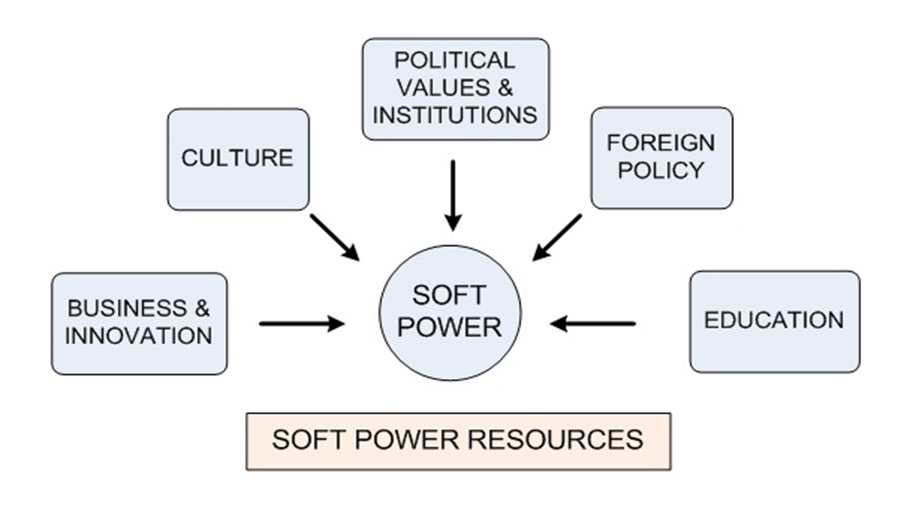 POLITICAL
VALUES &
INSTITUTIONS
CULTURE
FOREIGN
POLICY
BUSINESS &
INNOVATION
SOFT
POWER
EDUCATION
SOFT POWER RESOURCES